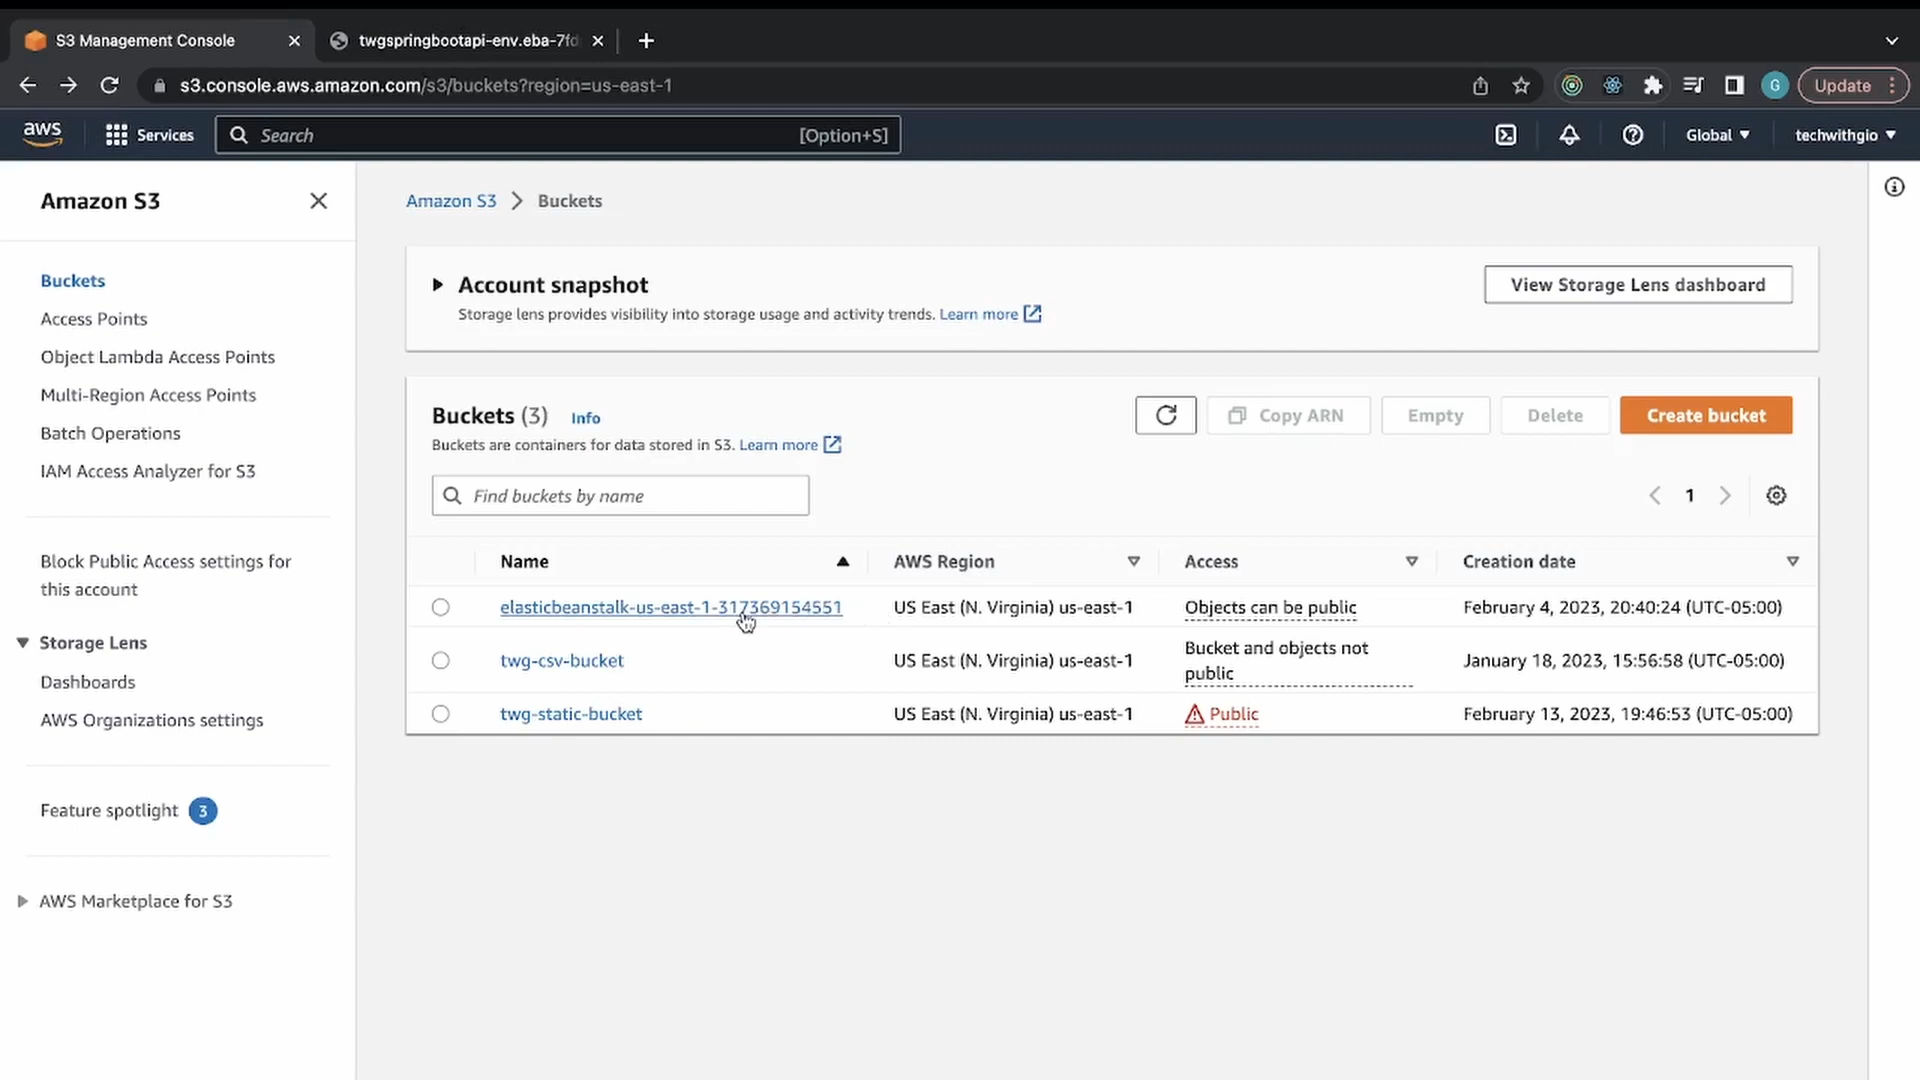 S3 Management Console
twgspringbootapi-env.eba-7fd
s3.console.aws.amazon.com/s3/buckets?region=us-east-1
G
Update
aws
Services
Search
[Option+S]
Global
techwithgio
Amazon S3
Buckets
Access Points
Object Lambda Access Points
Multi-Region Access Points
Batch Operations
IAM Access Analyzer for S3
Block Public Access settings for
this account
Storage Lens
Dashboards
AWS Organizations settings
Feature spotlight 3
AWS Marketplace for S3
Amazon S3 > Buckets
Account snapshot
Storage lens provides visibility into storage usage and activity trends. Learn more
View Storage Lens dashboard
Buckets (3) Info
Buckets are containers for data stored in S3. Learn more
Copy ARN
Empty
Delete
Create bucket
Find buckets by name
1
Name AWS Region Access Creation date
elasticbeanstalk-us-east-1-317369154551 US East (N. Virginia) us-east-1 Objects can be public February 4, 2023, 20:40:24 (UTC-05:00)
twg-csv-bucket US East (N. Virginia) us-east-1 Bucket and objects not public January 18, 2023, 15:56:58 (UTC-05:00)
twg-static-bucket US East (N. Virginia) us-east-1 Public February 13, 2023, 19:46:53 (UTC-05:00)